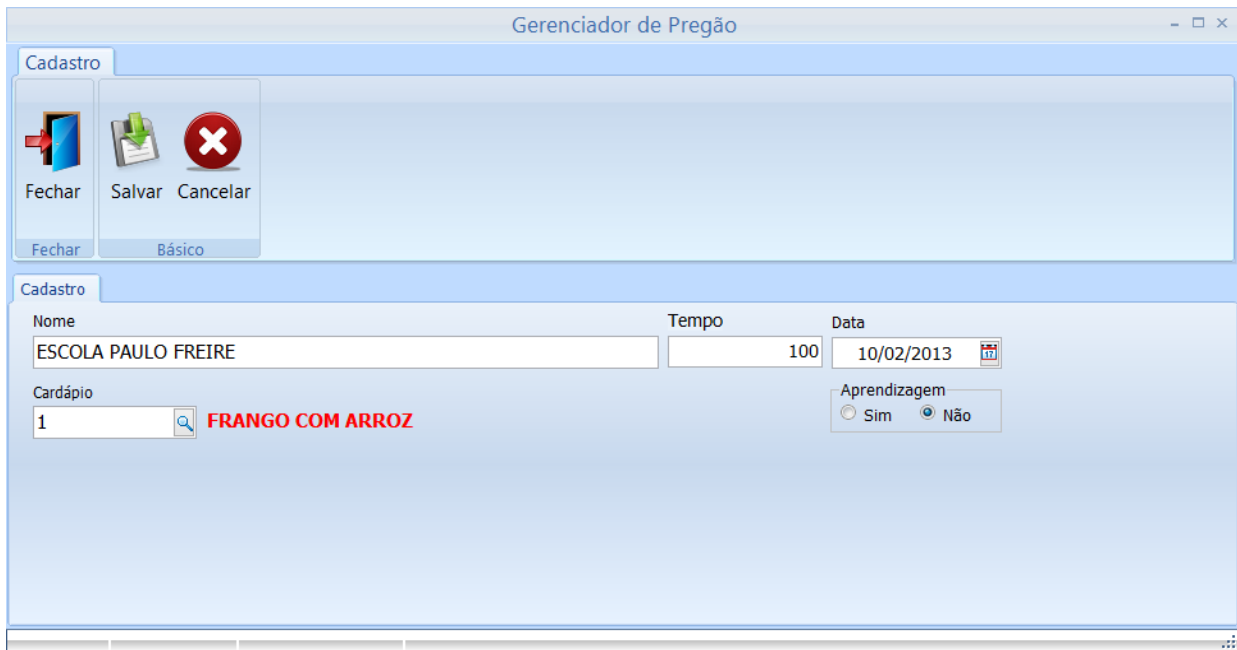 Gerenciador de Pregão
Cadastro
Fechar Salvar Cancelar
Fechar Básico
Cadastro
Nome Tempo Data
ESCOLA PAULO FREIRE 100 10/02/2013 17
Cardápio Aprendizagem
1 FRANGO COM ARROZ Sim Não